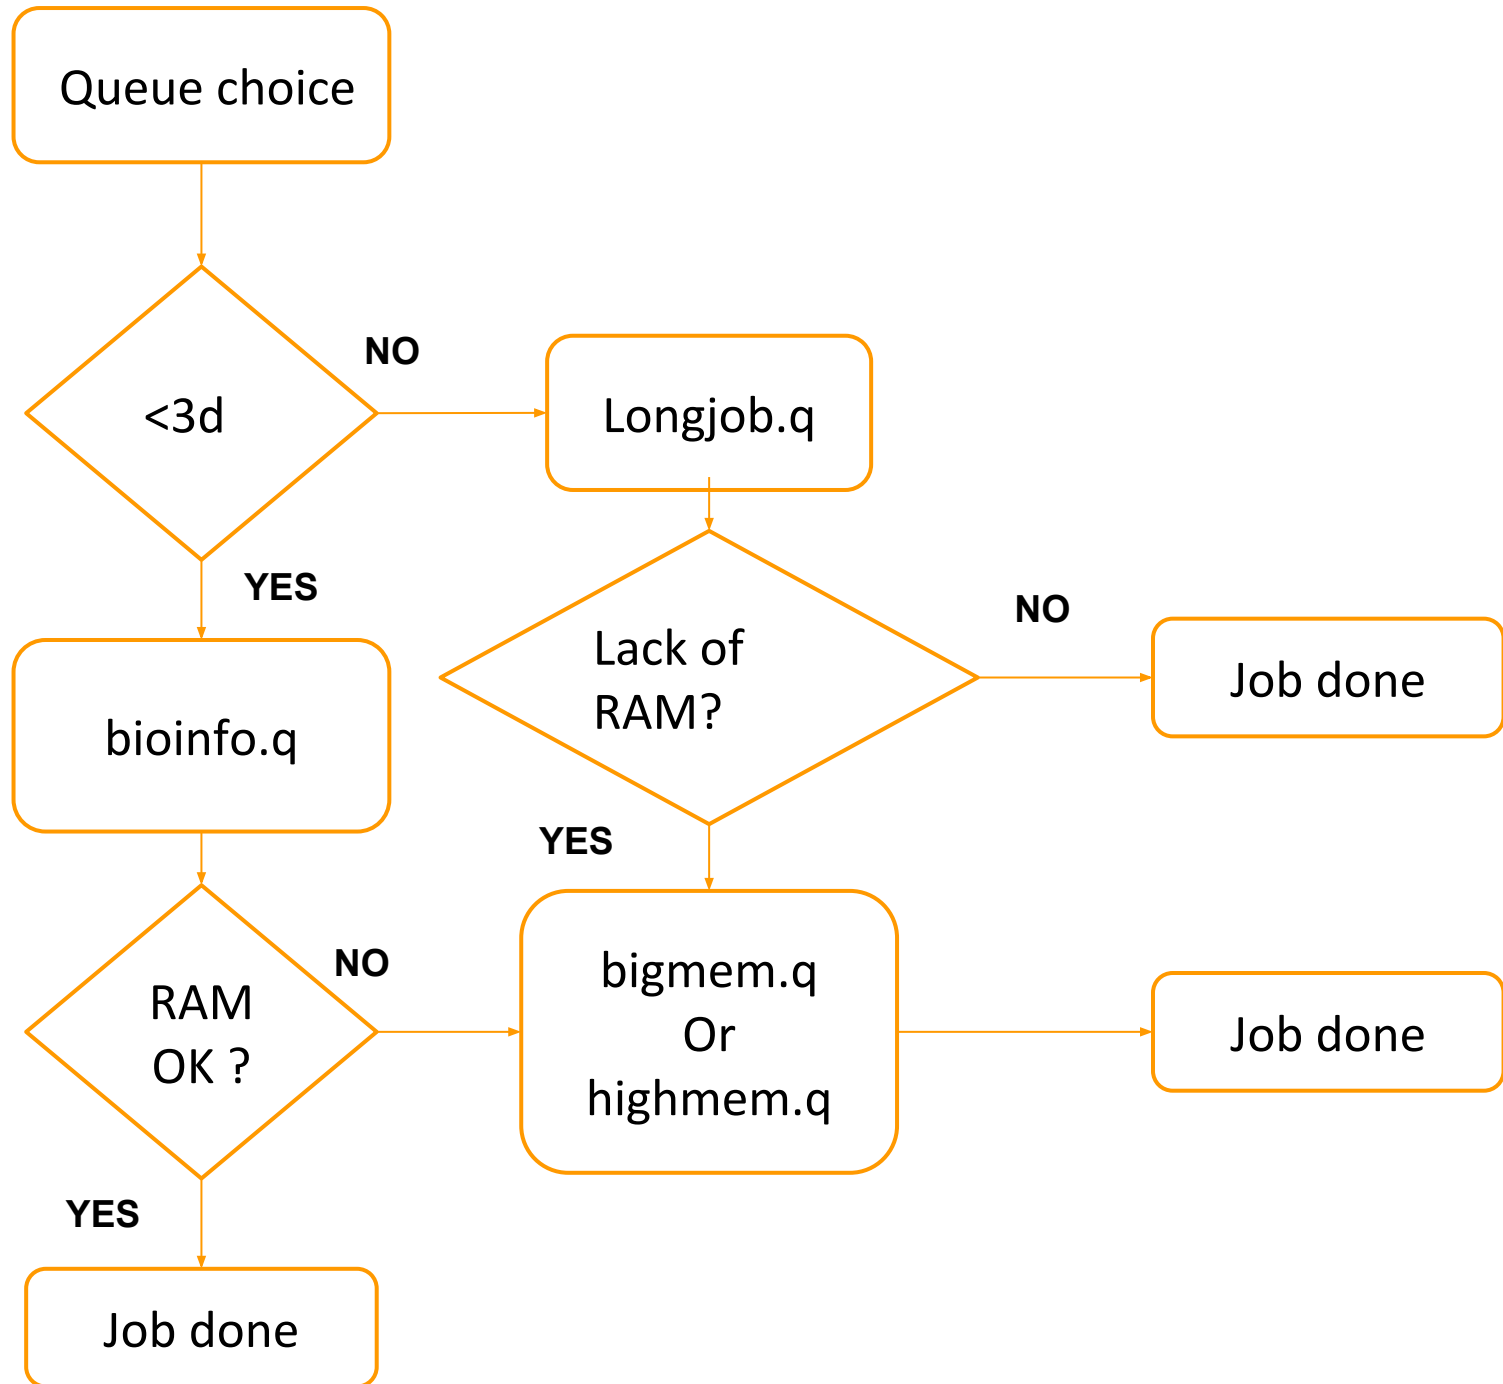 Queue choice
<3d
NO
Longjob.q
YES
bioinfo.q
Lack of
RAM?
NO
Job done
YES
RAM
OK ?
NO
bigmem.q
Or
highmem.q
Job done
YES
Job done